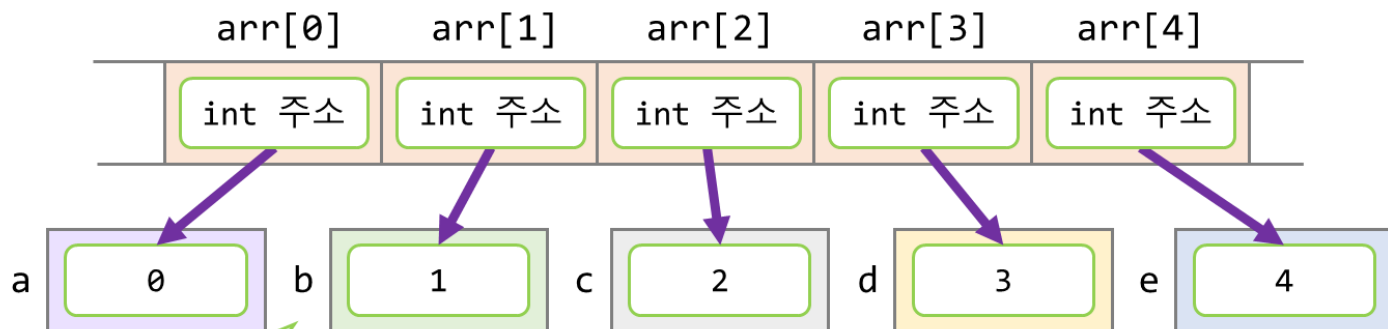 arr[0] arr[1] arr[2] arr[3] arr[4]
int 주소 int 주소 int 주소 int 주소 int 주소
a 0 b 1 c 2 d 3 e 4